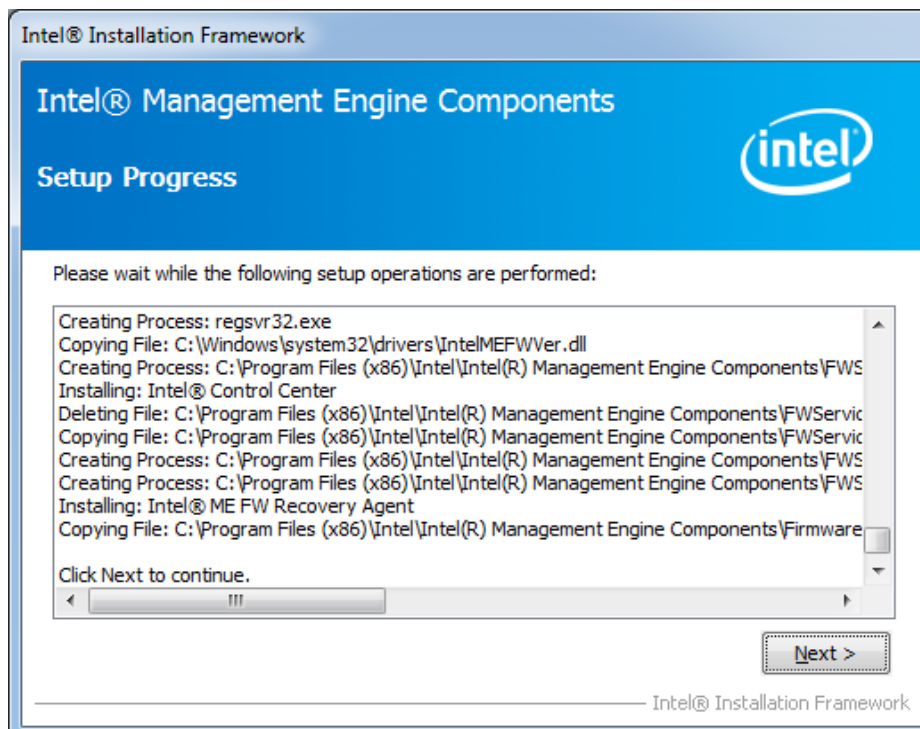 Intel® Installation Framework
Intel® Management Engine Components
intel
Setup Progress
Please wait while the following setup operations are performed:
Creating Process: regsvr32.exe
Copying File: C:\Windows\system32\drivers\IntelMEFWVer.dll
Creating Process: C:\Program Files (x86)\Intel\Intel(R) Management Engine Components\FWS
Installing: Intel® Control Center
Deleting File: C:\Program Files (x86)\Intel\Intel(R) Management Engine Components\FWServic
Copying File: C:\Program Files (x86)\Intel\Intel(R) Management Engine Components\FWServic
Creating Process: C:\Program Files (x86)\Intel\Intel(R) Management Engine Components\FWS
Creating Process: C:\Program Files (x86)\Intel\Intel(R) Management Engine Components\FWS
Installing: Intel® ME FW Recovery Agent
Copying File: C:\Program Files (x86)\Intel\Intel(R) Management Engine Components\Firmware
Click Next to continue.
Next >
Intel® Installation Framework